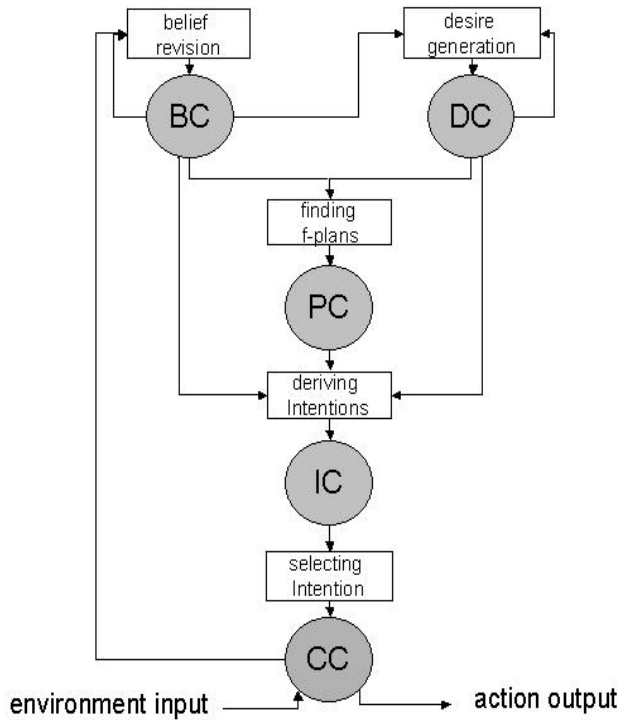 belief
revision
desire
generation
BC
DC
finding
f-plans
PC
deriving
Intentions
IC
selecting
Intention
CC
environment input
action output